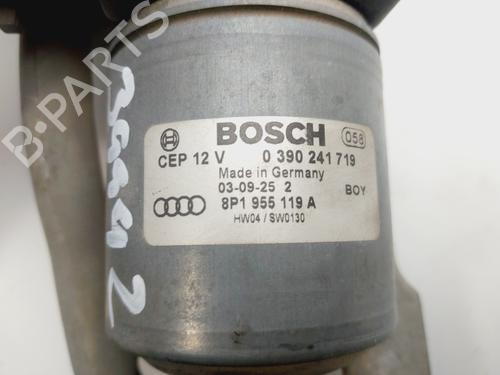 B-PARTS
BOSCH 058
CEP 12 V 0 390 241 719
Made in Germany
03-09-25 2 BOY
8P1 955 119 A
HW04 / SW0130